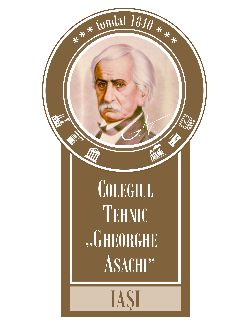 *** fondat 1840 ***
COLEGIUL
TEHNIC
„GHEORGHE
ASACHI”
IAŞI